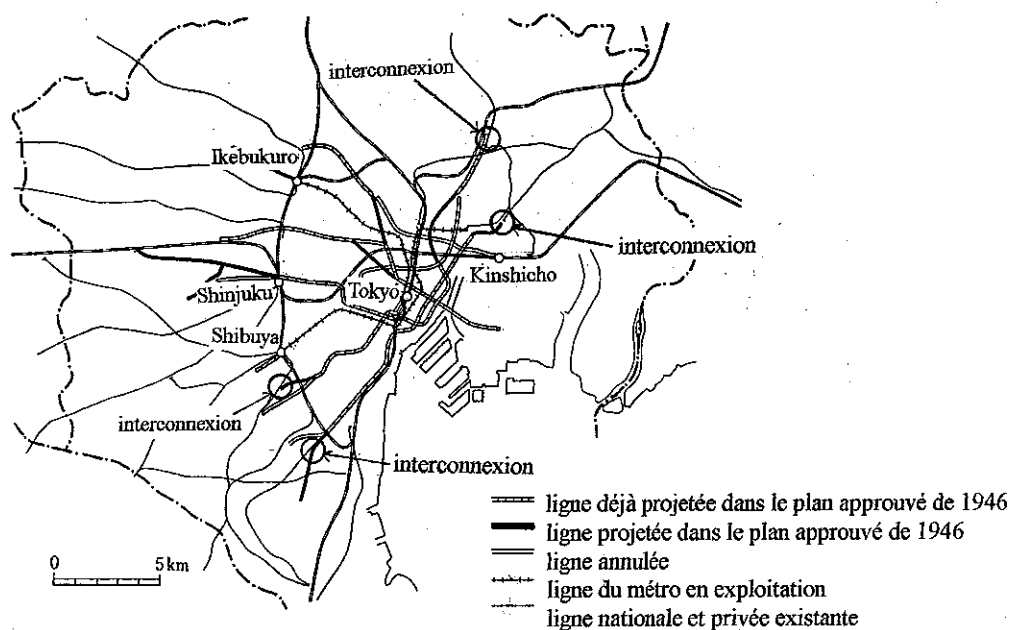 interconnexion
Ikébukuro
interconnexion
Kinshicho
Shinjuku
Tokyo
Shibuya
interconnexion
interconnexion
ligne déjà projetée dans le plan approuvé de 1946
ligne projetée dans le plan approuvé de 1946
ligne annulée
ligne du métro en exploitation
ligne nationale et privée existante
0 5 km